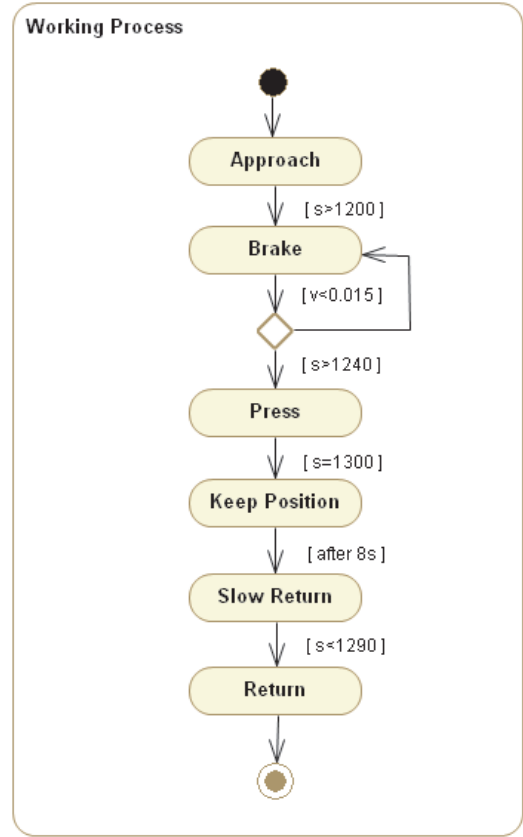 Working Process
Approach
[ s>1200 ]
Brake
[ v<0.015 ]
[ s>1240 ]
Press
[ s=1300 ]
Keep Position
[ after 8s ]
Slow Return
[ s<1290 ]
Return